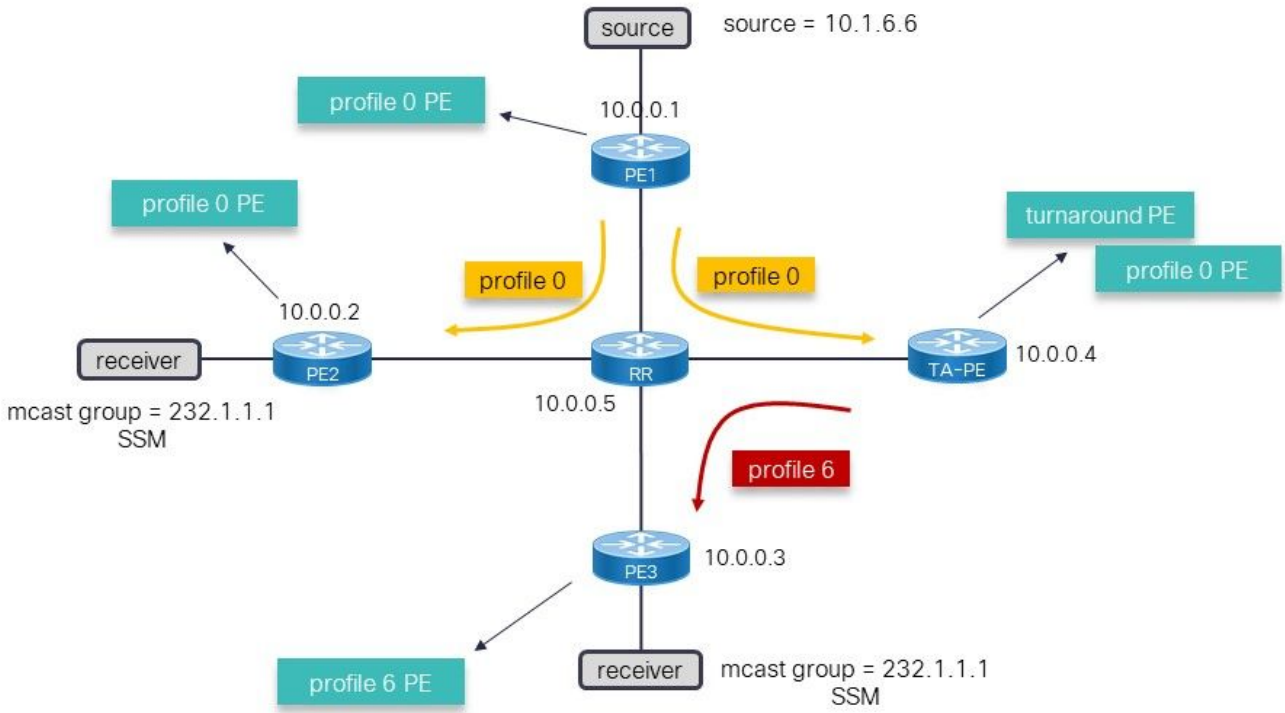 source
source = 10.1.6.6
profile 0 PE
10.0.0.1
PE1
profile 0 PE
turnaround PE
profile 0 PE
profile 0
profile 0
10.0.0.2
receiver
PE2
RR
TA-PE
10.0.0.4
mcast group = 232.1.1.1
SSM
10.0.0.5
profile 6
PE3
10.0.0.3
profile 6 PE
receiver
mcast group = 232.1.1.1
SSM